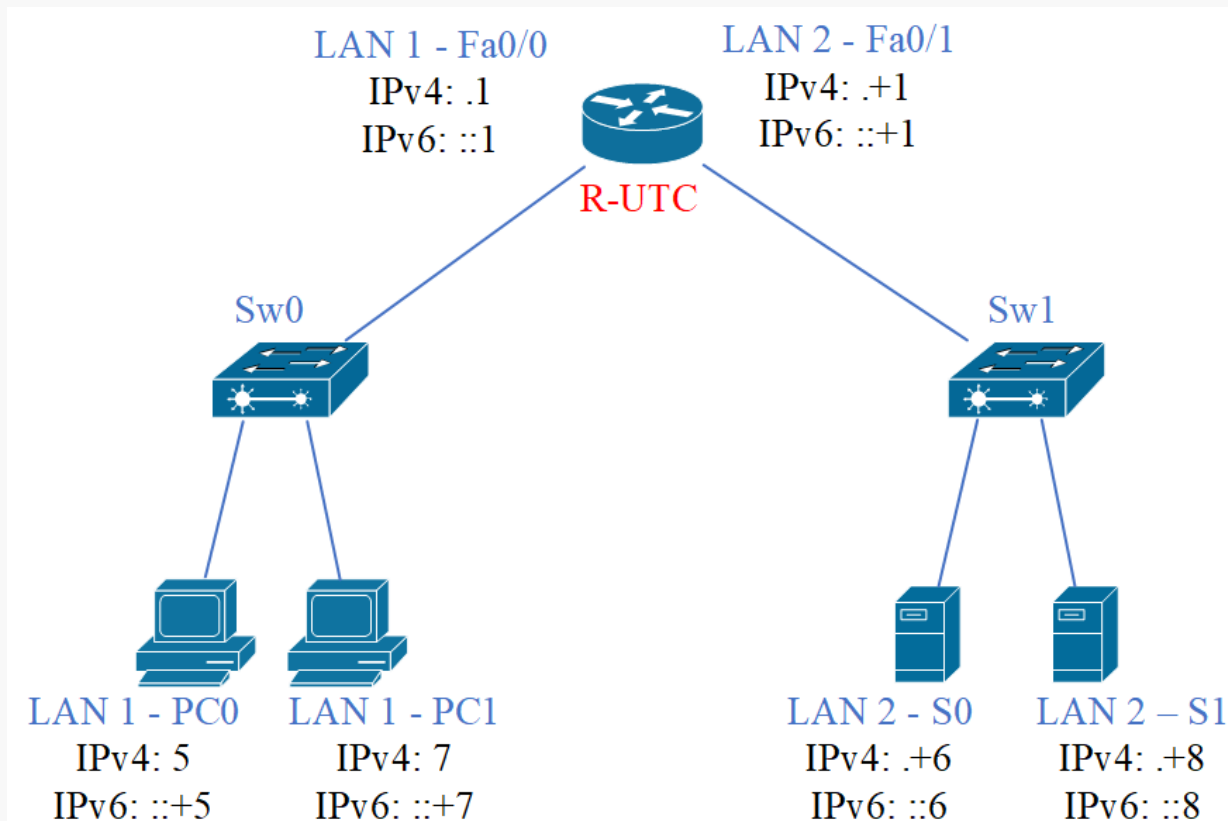 LAN 1 - Fa0/0
IPv4: .1
IPv6: ::1
LAN 2 - Fa0/1
IPv4: .+1
IPv6: ::+1
R-UTC
Sw0
Sw1
LAN 1 - PC0
IPv4: 5
IPv6: ::+5
LAN 1 - PC1
IPv4: 7
IPv6: ::+7
LAN 2 - S0
IPv4: .+6
IPv6: ::6
LAN 2 – S1
IPv4: .+8
IPv6: ::8